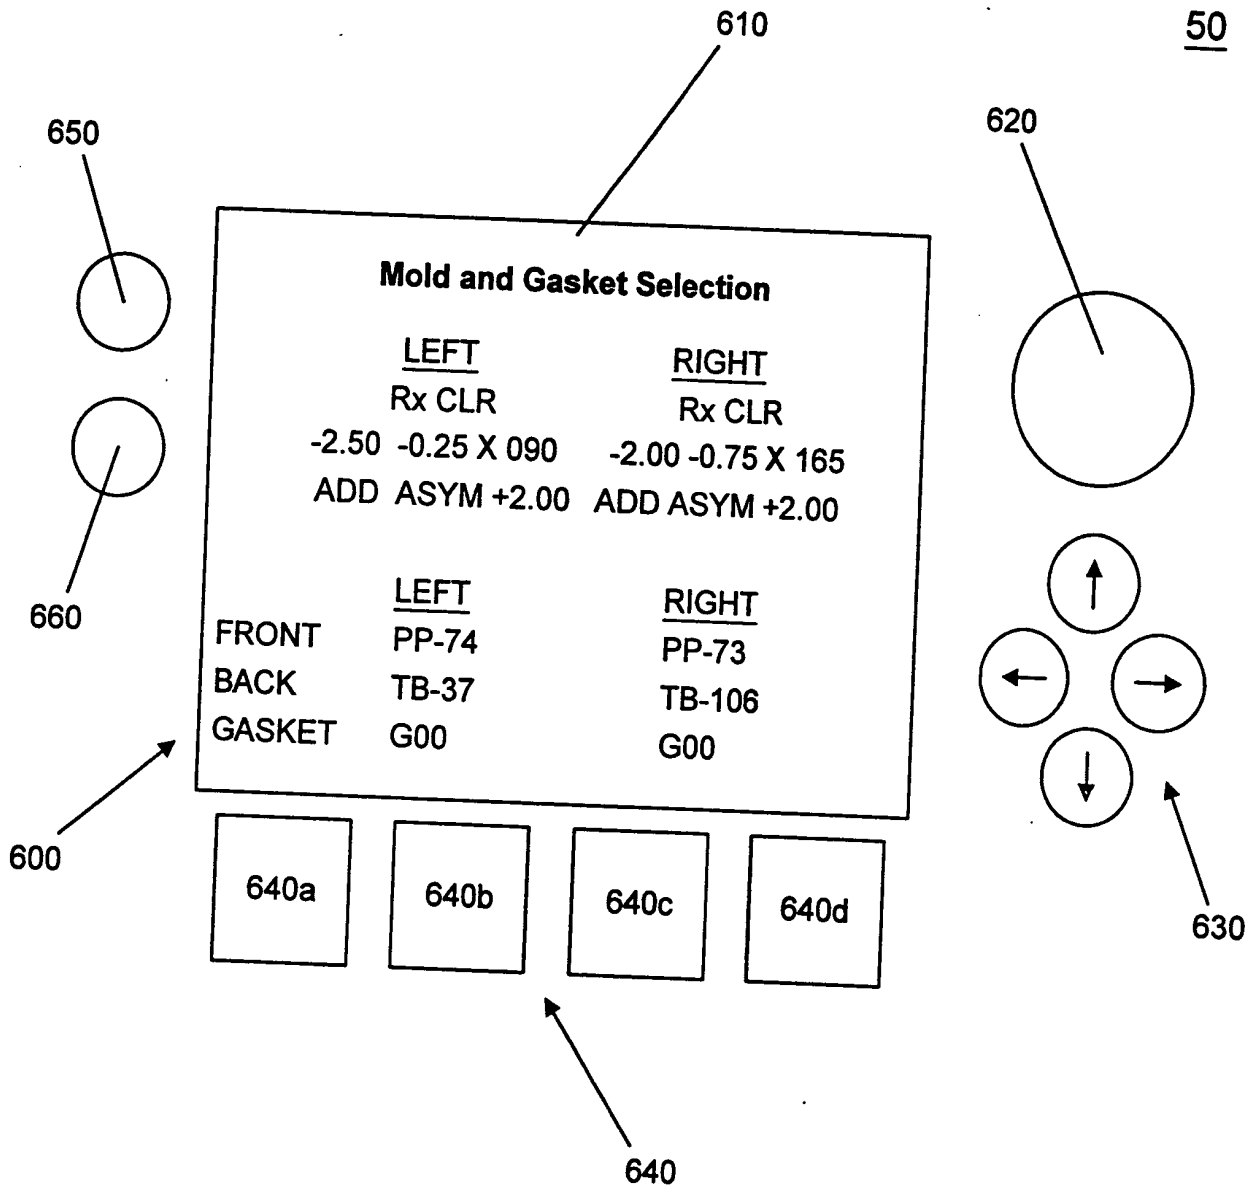 610
50
650
620
Mold and Gasket Selection
LEFT RIGHT
Rx CLR Rx CLR
-2.50 -0.25 X 090 -2.00 -0.75 X 165
ADD ASYM +2.00 ADD ASYM +2.00
660
LEFT RIGHT
FRONT PP-74 PP-73
BACK TB-37 TB-106
GASKET G00 G00
600
640a 640b 640c 640d
630
640